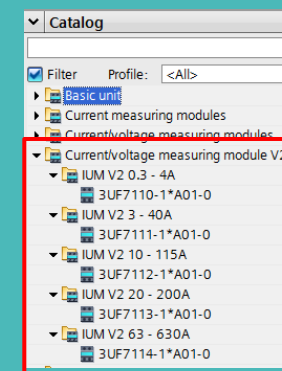 Catalog
Filter Profile: <All>
Basic unit
Current measuring modules
Current/voltage measuring modules
Current/voltage measuring module V2
IUM V2 0.3 - 4A
3UF7110-1*A01-0
IUM V2 3 - 40A
3UF7111-1*A01-0
IUM V2 10 - 115A
3UF7112-1*A01-0
IUM V2 20 - 200A
3UF7113-1*A01-0
IUM V2 63 - 630A
3UF7114-1*A01-0